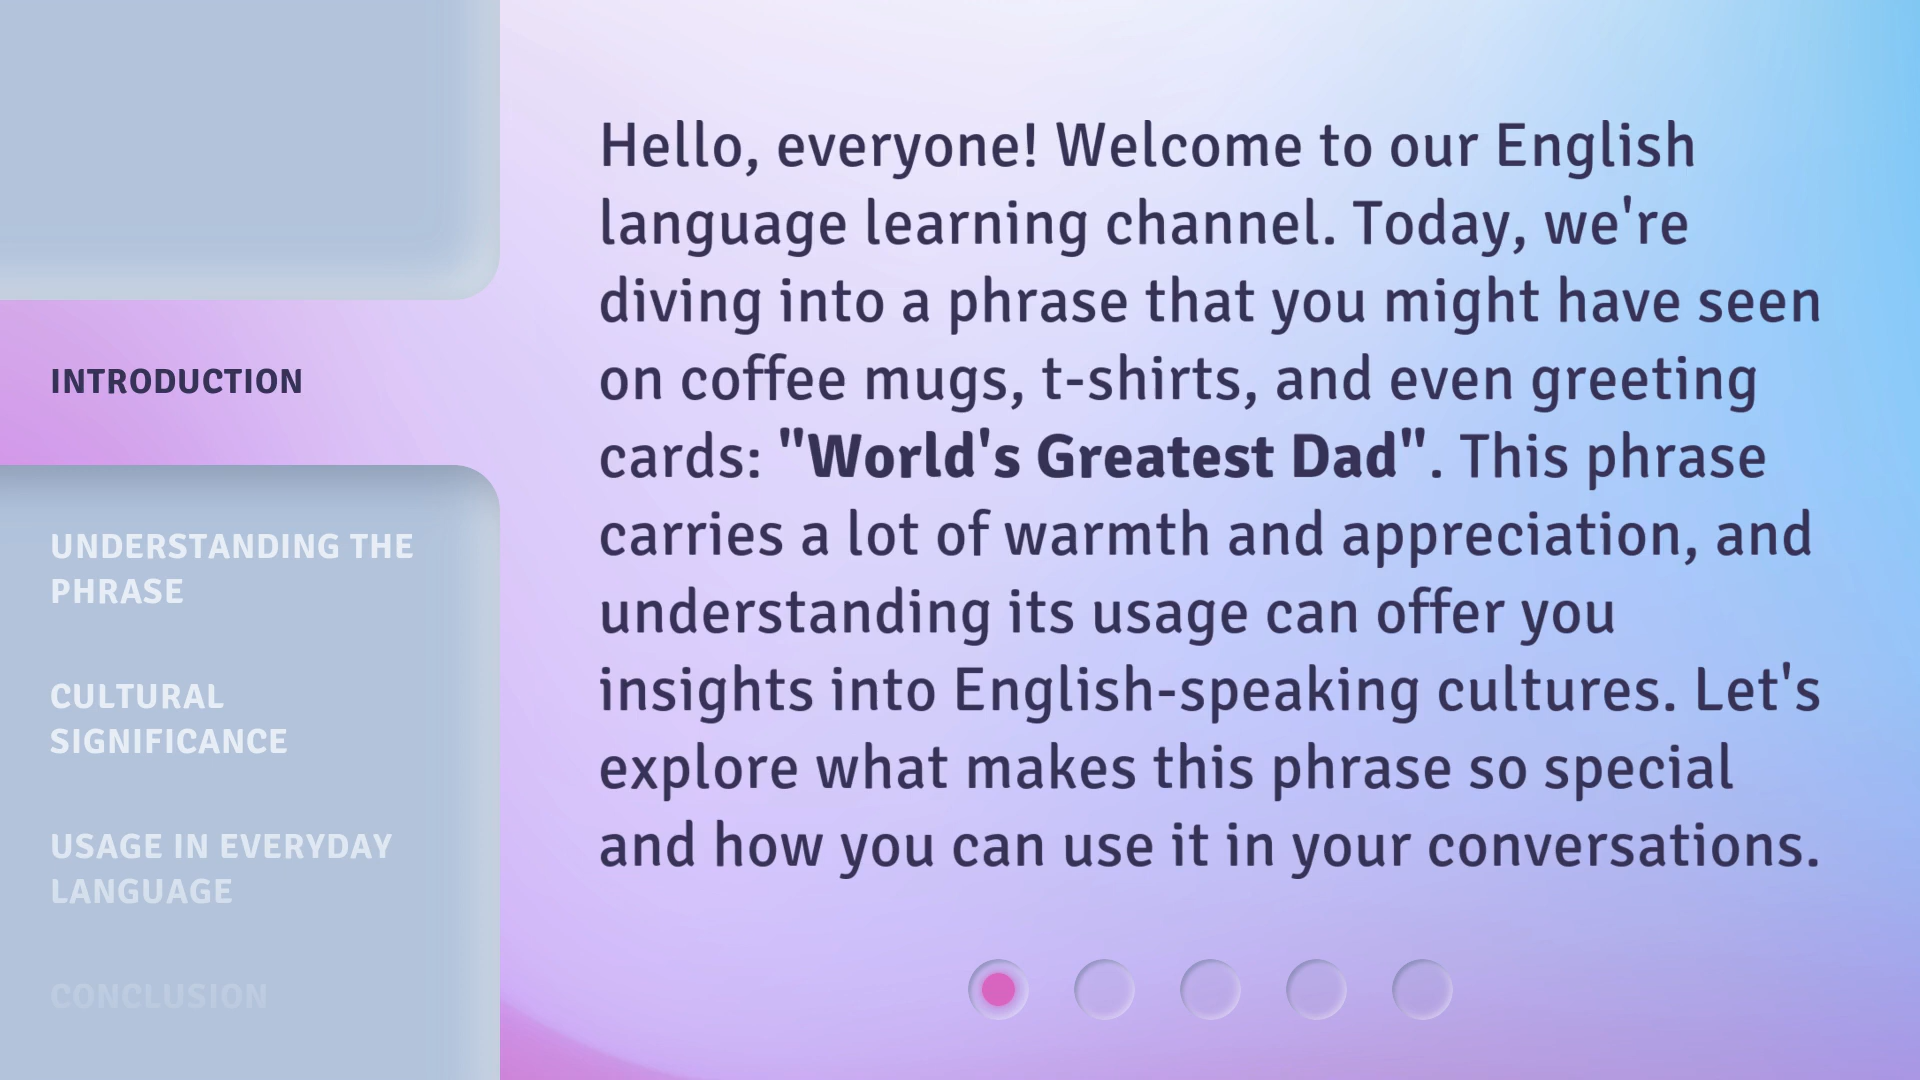 INTRODUCTION
UNDERSTANDING THE
PHRASE
CULTURAL
SIGNIFICANCE
USAGE IN EVERYDAY
LANGUAGE
CONCLUSION
Hello, everyone! Welcome to our English
language learning channel. Today, we're
diving into a phrase that you might have seen
on coffee mugs, t-shirts, and even greeting
cards: "World's Greatest Dad". This phrase
carries a lot of warmth and appreciation, and
understanding its usage can offer you
insights into English-speaking cultures. Let's
explore what makes this phrase so special
and how you can use it in your conversations.